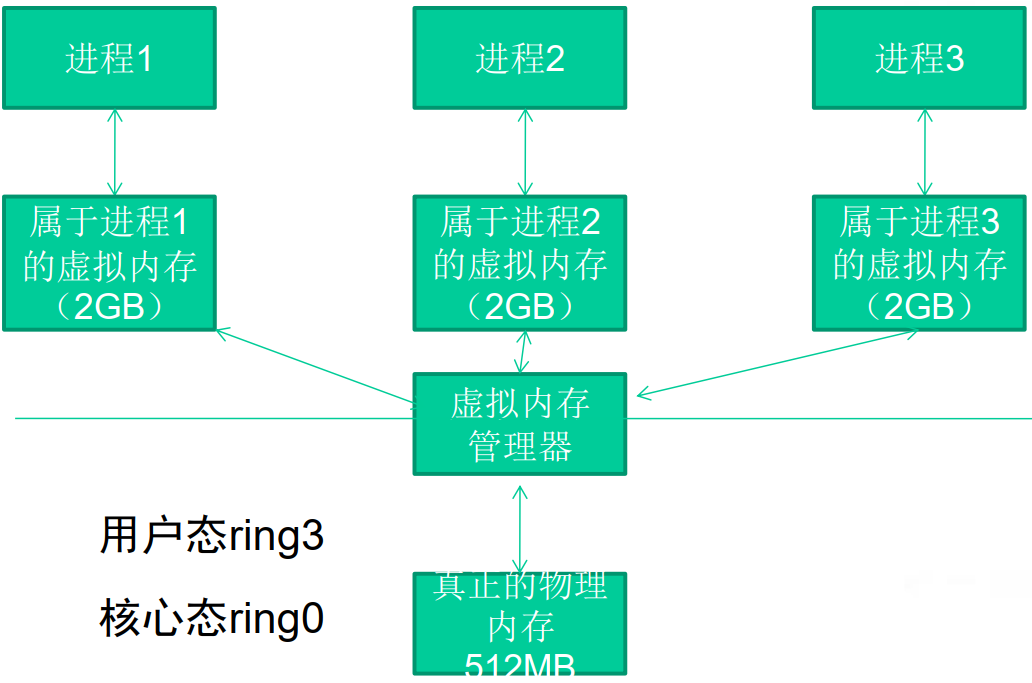 进程1
进程2
进程3
属于进程1
的虚拟内存
（2GB）
属于进程2
的虚拟内存
（2GB）
属于进程3
的虚拟内存
（2GB）
虚拟内存
管理器
用户态ring3
核心态ring0
真正的物理
内存
512MB